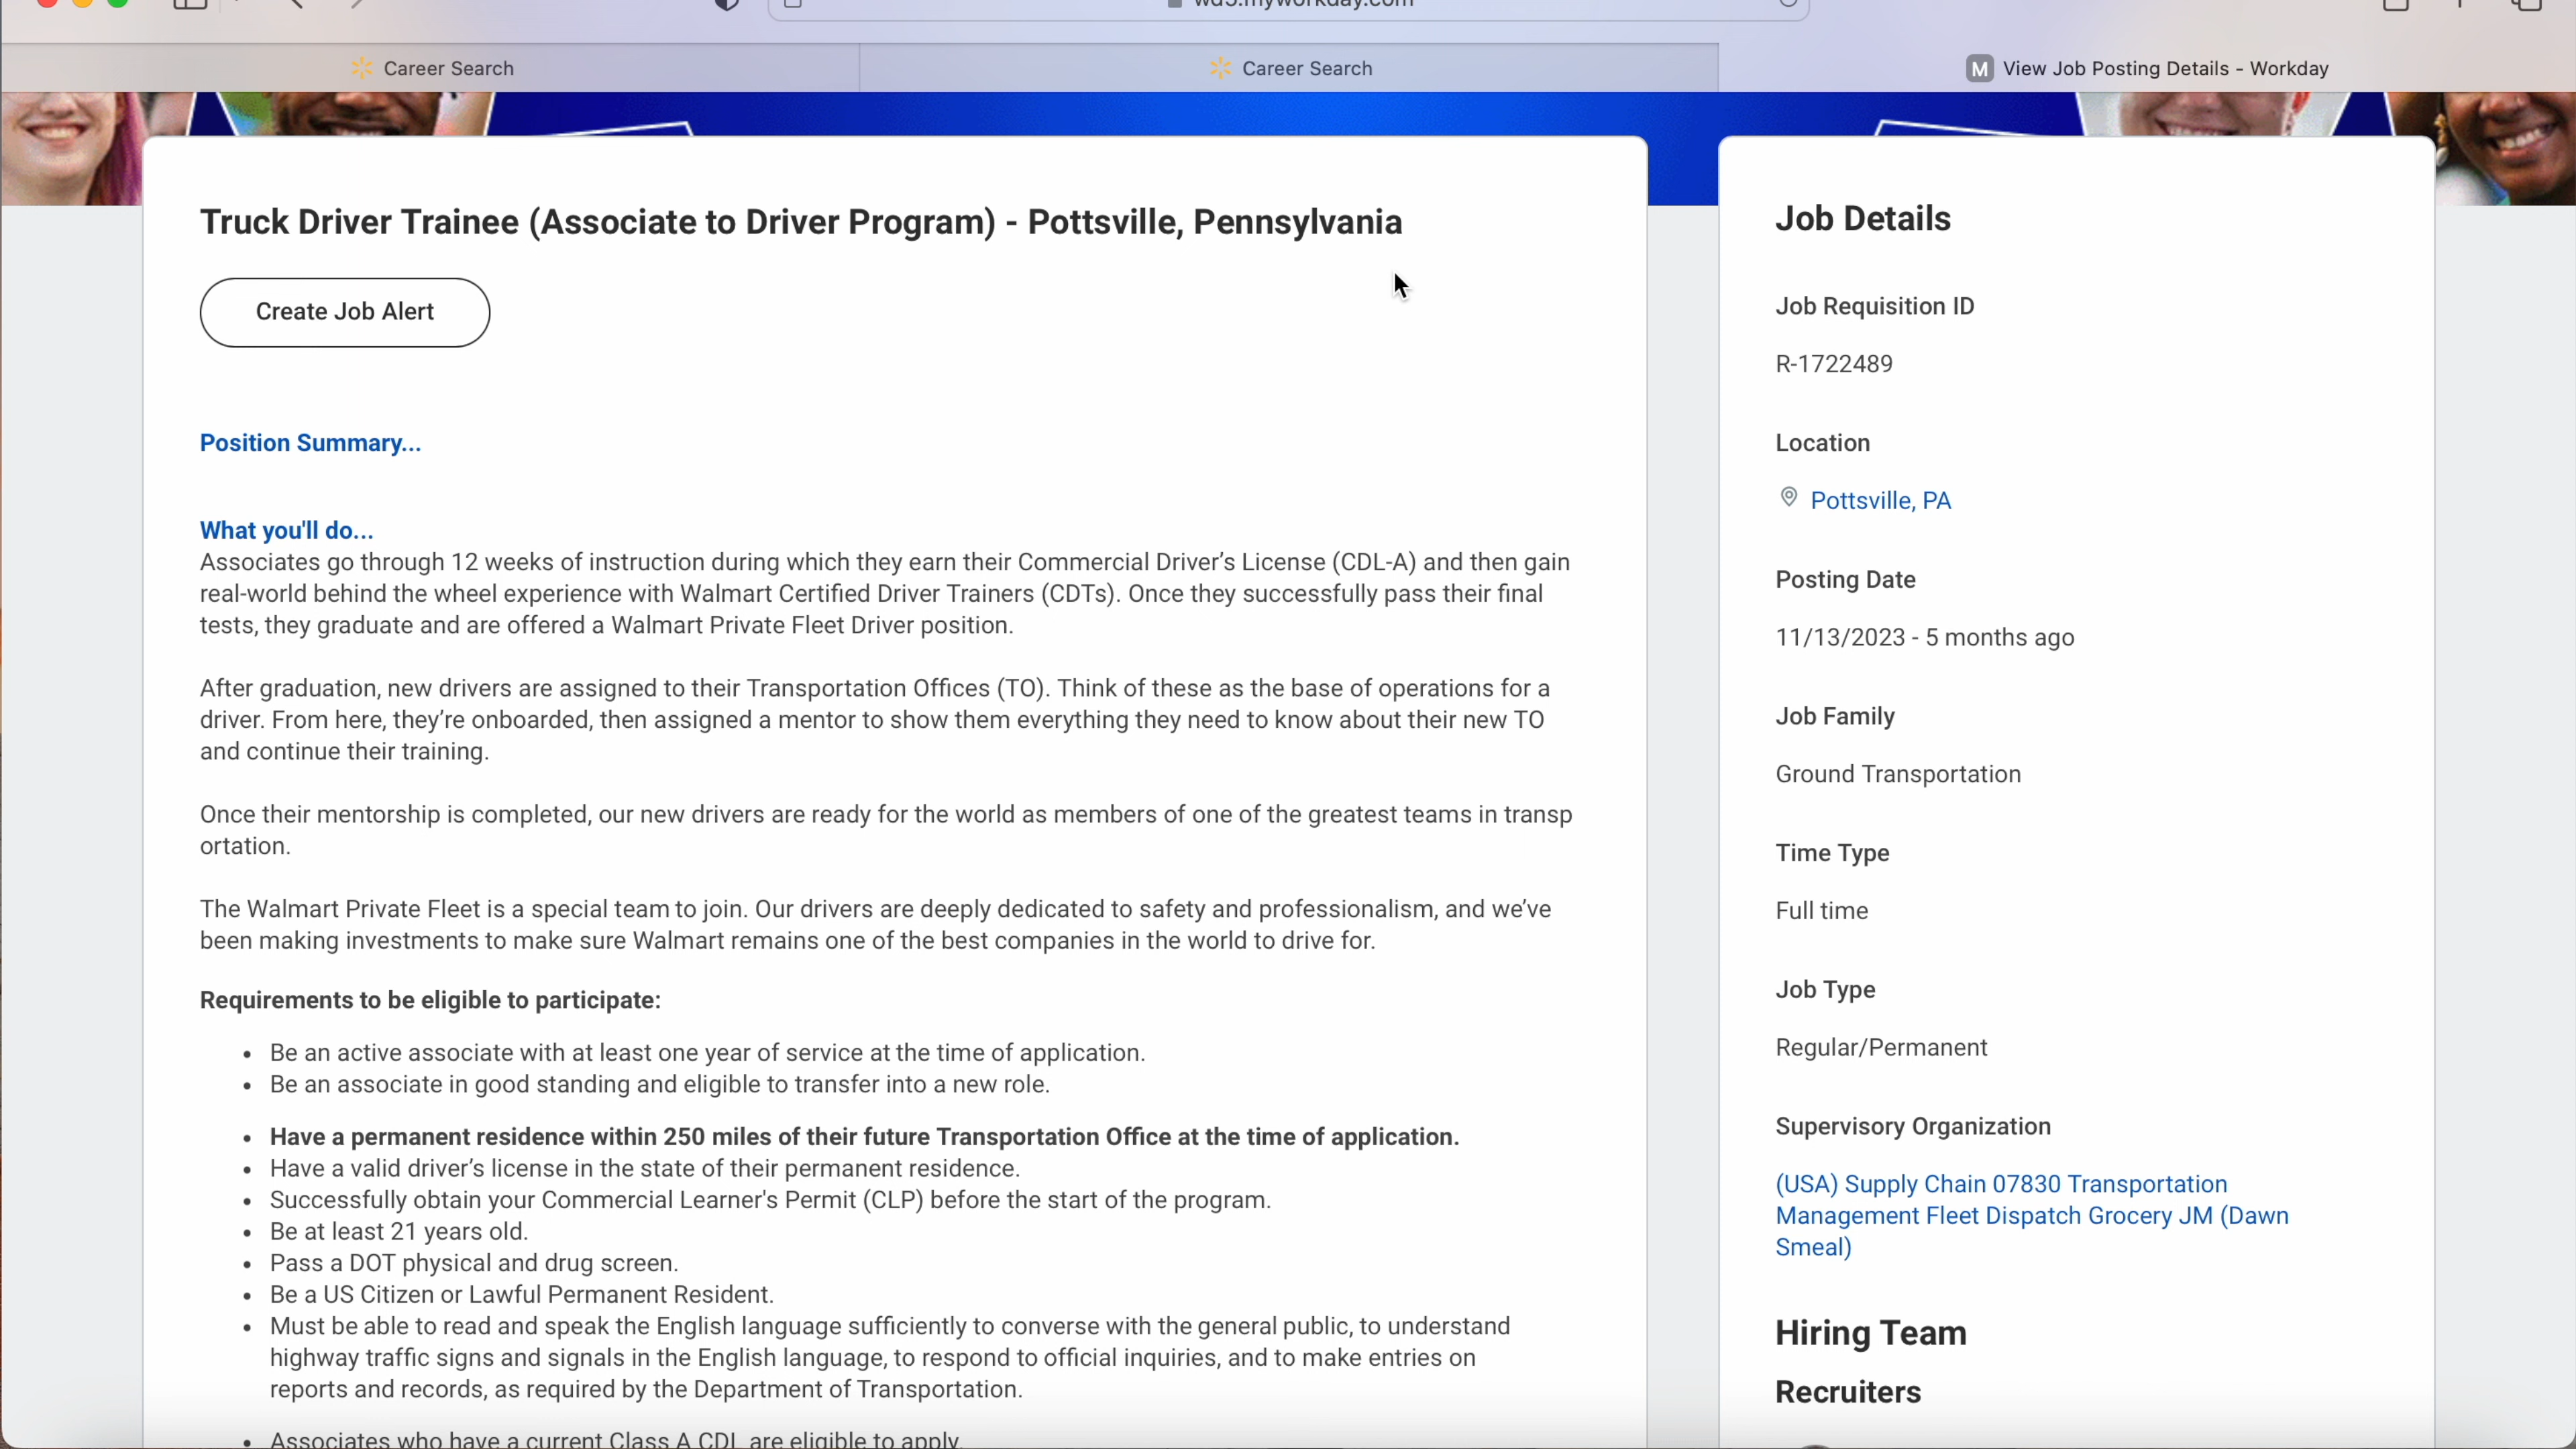 Career Search
Career Search
M View Job Posting Details - Workday
Truck Driver Trainee (Associate to Driver Program) - Pottsville, Pennsylvania
Create Job Alert
Position Summary...
What you'll do...
Associates go through 12 weeks of instruction during which they earn their Commercial Driver’s License (CDL-A) and then gain
real-world behind the wheel experience with Walmart Certified Driver Trainers (CDTs). Once they successfully pass their final
tests, they graduate and are offered a Walmart Private Fleet Driver position.
After graduation, new drivers are assigned to their Transportation Offices (TO). Think of these as the base of operations for a
driver. From here, they’re onboarded, then assigned a mentor to show them everything they need to know about their new TO
and continue their training.
Once their mentorship is completed, our new drivers are ready for the world as members of one of the greatest teams in transp
ortation.
The Walmart Private Fleet is a special team to join. Our drivers are deeply dedicated to safety and professionalism, and we’ve
been making investments to make sure Walmart remains one of the best companies in the world to drive for.
Requirements to be eligible to participate:
• Be an active associate with at least one year of service at the time of application.
• Be an associate in good standing and eligible to transfer into a new role.
• Have a permanent residence within 250 miles of their future Transportation Office at the time of application.
• Have a valid driver’s license in the state of their permanent residence.
• Successfully obtain your Commercial Learner's Permit (CLP) before the start of the program.
• Be at least 21 years old.
• Pass a DOT physical and drug screen.
• Be a US Citizen or Lawful Permanent Resident.
• Must be able to read and speak the English language sufficiently to converse with the general public, to understand
highway traffic signs and signals in the English language, to respond to official inquiries, and to make entries on
reports and records, as required by the Department of Transportation.
• Associates who have a current Class A CDL are eligible to apply.
Job Details
Job Requisition ID
R-1722489
Location
Pottsville, PA
Posting Date
11/13/2023 - 5 months ago
Job Family
Ground Transportation
Time Type
Full time
Job Type
Regular/Permanent
Supervisory Organization
(USA) Supply Chain 07830 Transportation
Management Fleet Dispatch Grocery JM (Dawn
Smeal)
Hiring Team
Recruiters